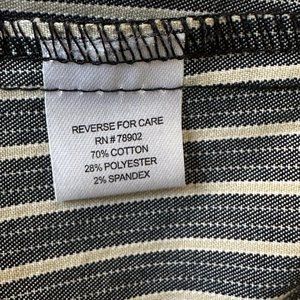 REVERSE FOR CARE
RN # 78902
70% COTTON
28% POLYESTER
2% SPANDEX